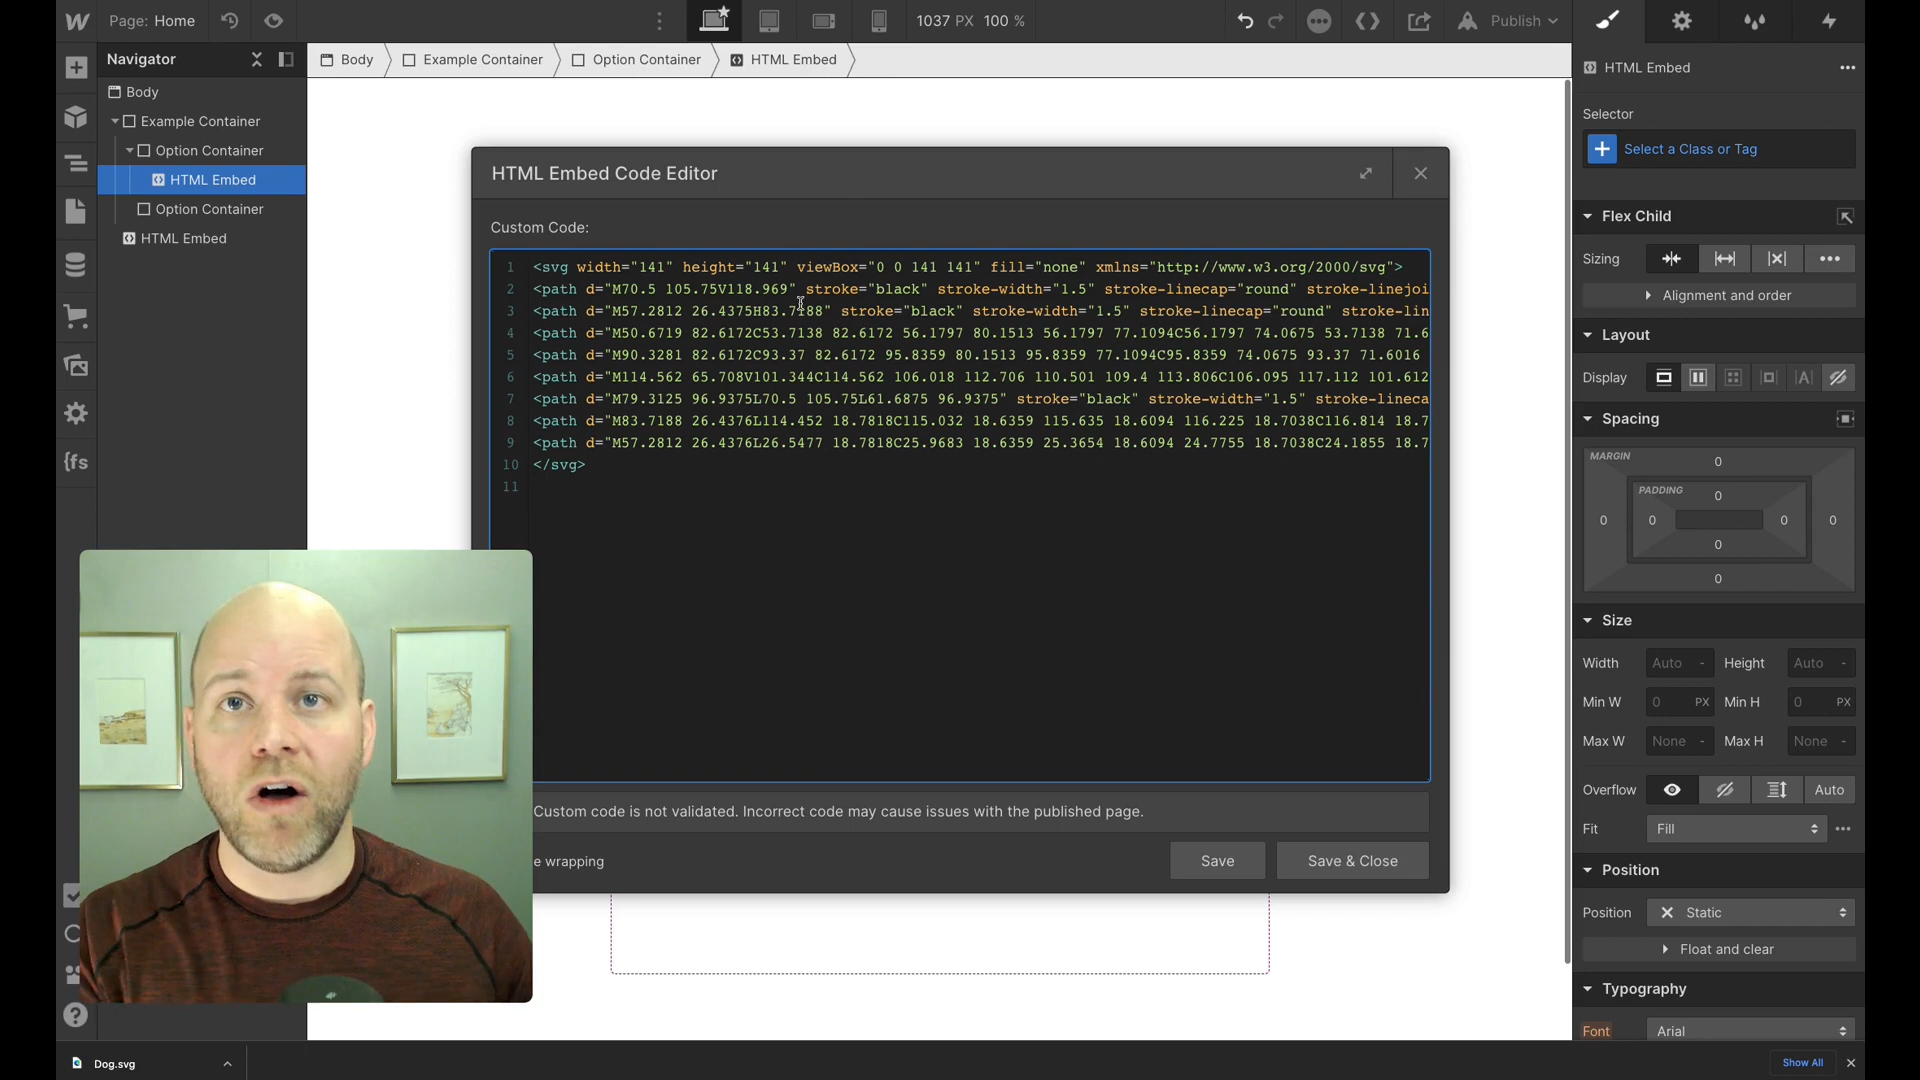 Page: Home
1037 PX 100 %
Publish
Navigator
Body
Example Container
Option Container
HTML Embed
HTML Embed
Body
Example Container
Option Container
HTML Embed
Option Container
HTML Embed
HTML Embed Code Editor
Custom Code:
1 <svg width="141" height="141" viewBox="0 0 141 141" fill="none" xmlns="http://www.w3.org/2000/svg">
2 <path d="M70.5 105.75V118.969" stroke="black" stroke-width="1.5" stroke-linecap="round" stroke-linejoi
3 <path d="M57.2812 26.4375H83.7188" stroke="black" stroke-width="1.5" stroke-linecap="round" stroke-lin
4 <path d="M50.6719 82.6172C53.7138 82.6172 56.1797 80.1513 56.1797 77.1094C56.1797 74.0675 53.7138 71.6
5 <path d="M90.3281 82.6172C93.37 82.6172 95.8359 80.1513 95.8359 77.1094C95.8359 74.0675 93.37 71.6016
6 <path d="M114.562 65.708V101.344C114.562 106.018 112.706 110.501 109.4 113.806C106.095 117.112 101.612
7 <path d="M79.3125 96.9375L70.5 105.75L61.6875 96.9375" stroke="black" stroke-width="1.5" stroke-lineca
8 <path d="M83.7188 26.4376L114.452 18.7818C115.032 18.6359 115.635 18.6094 116.225 18.7038C116.814 18.7
9 <path d="M57.2812 26.4376L26.5477 18.7818C25.9683 18.6359 25.3654 18.6094 24.7755 18.7038C24.1855 18.7
10 </svg>
11
Custom code is not validated. Incorrect code may cause issues with the published page.
e wrapping
Save
Save & Close
Selector
Select a Class or Tag
Flex Child
Sizing
Alignment and order
Layout
Display
Spacing
MARGIN
0
PADDING
0
0 0 0 0
0
0
Size
Width Auto - Height Auto -
Min W 0 PX Min H 0 PX
Max W None - Max H None -
Overflow Auto
Fit Fill
Position
Position Static
Float and clear
Typography
Font Arial
{fs
Dog.svg
Show All